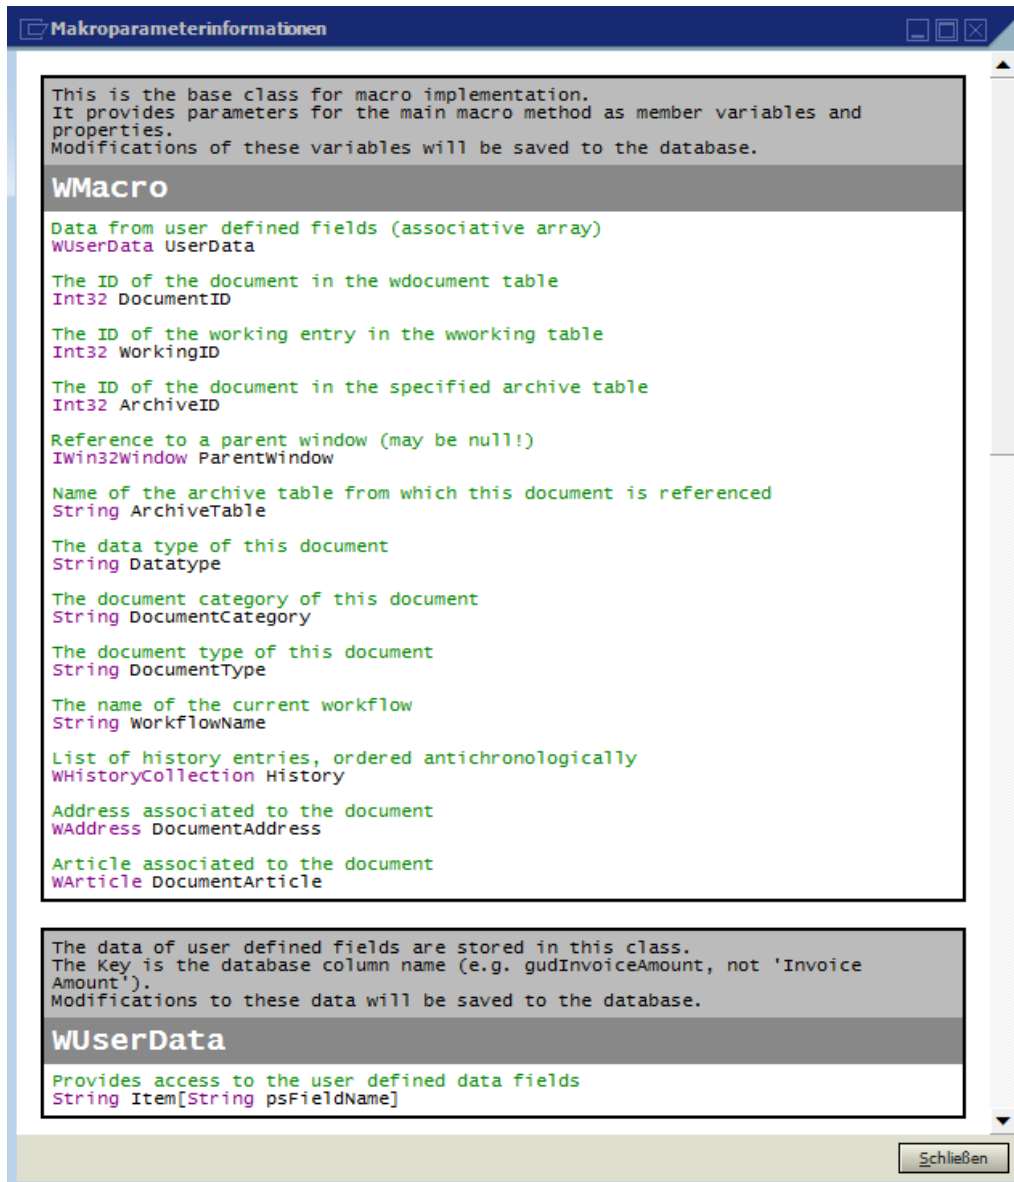 Makroparameterinformationen
This is the base class for macro implementation.
It provides parameters for the main macro method as member variables and
properties.
Modifications of these variables will be saved to the database.
WMacro
Data from user defined fields (associative array)
WUserData UserData
The ID of the document in the wdocument table
Int32 DocumentID
The ID of the working entry in the wworking table
Int32 WorkingID
The ID of the document in the specified archive table
Int32 ArchiveID
Reference to a parent window (may be null!)
IWin32Window ParentWindow
Name of the archive table from which this document is referenced
String ArchiveTable
The data type of this document
String Datatype
The document category of this document
String DocumentCategory
The document type of this document
String DocumentType
The name of the current workflow
String WorkflowName
List of history entries, ordered antichronologically
WHistoryCollection History
Address associated to the document
WAddress DocumentAddress
Article associated to the document
WArticle DocumentArticle
The data of user defined fields are stored in this class.
The Key is the database column name (e.g. gudInvoiceAmount, not 'Invoice
Amount').
Modifications to these data will be saved to the database.
WUserData
Provides access to the user defined data fields
String Item[String psFieldName]
Schließen